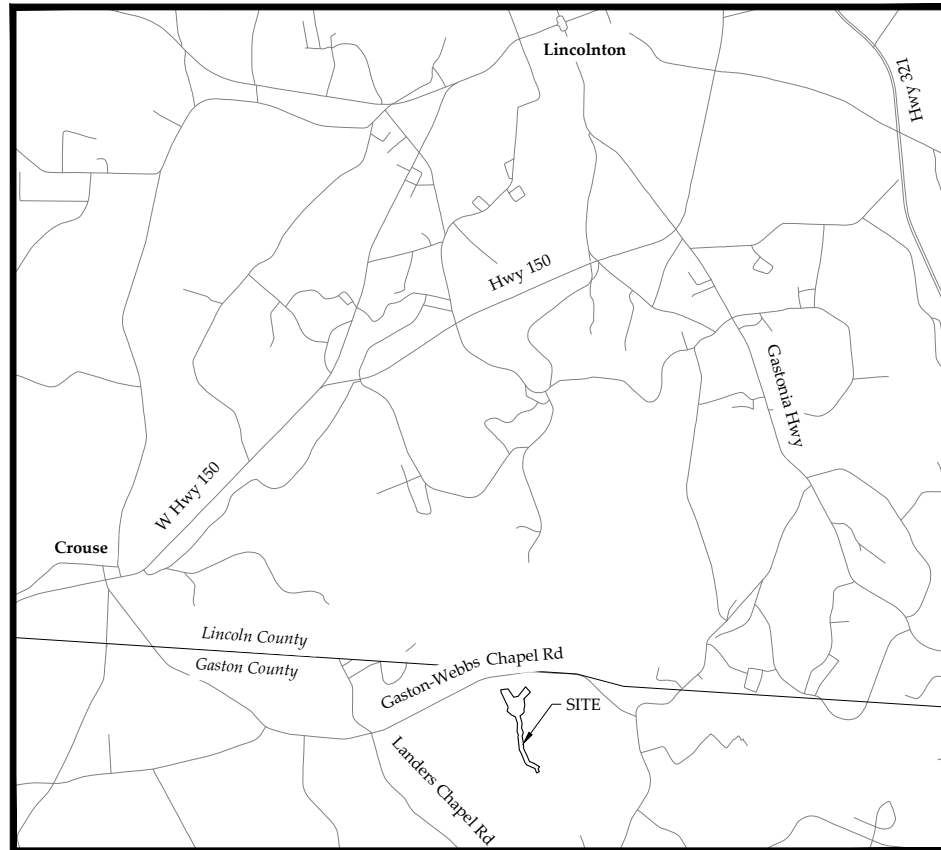 Lincolnton
Hwy 321
Hwy 150
Gastonia Hwy
W Hwy 150
Crouse
Lincoln County
Gaston County
Gaston-Webbs Chapel Rd
SITE
Landers Chapel Rd